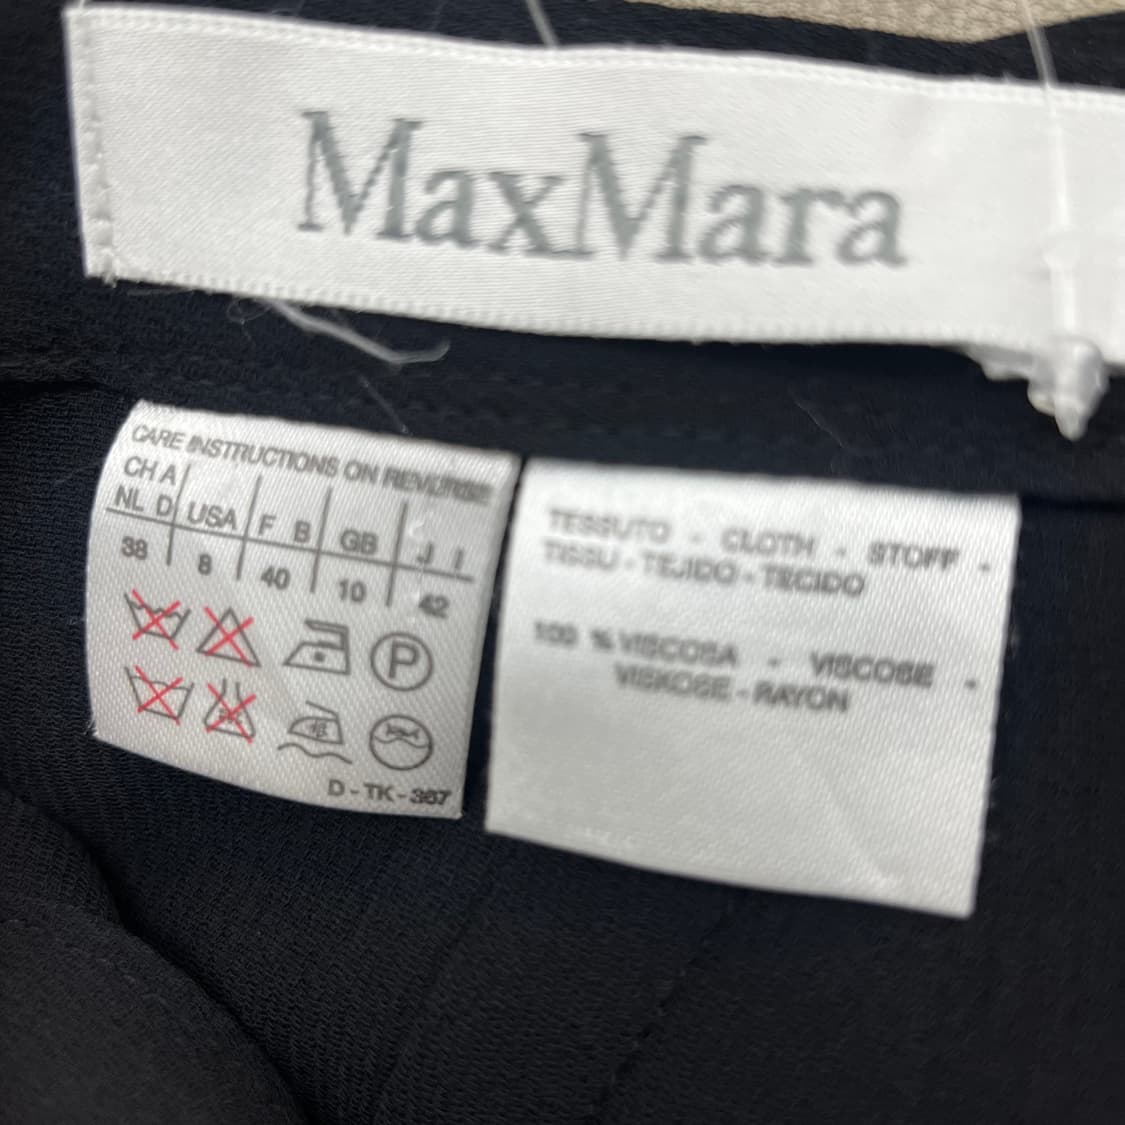 MaxMara
CARE INSTRUCTIONS ON REVERSE
CH A
NL D USA F B GB J I
38 8 40 10 42
P
D - TK - 367
TESSUTO - CLOTH - STOFF -
TISSU - TEJIDO - TECIDO
100 % VISCOSA - VISCOSE -
VISKOSE - RAYON